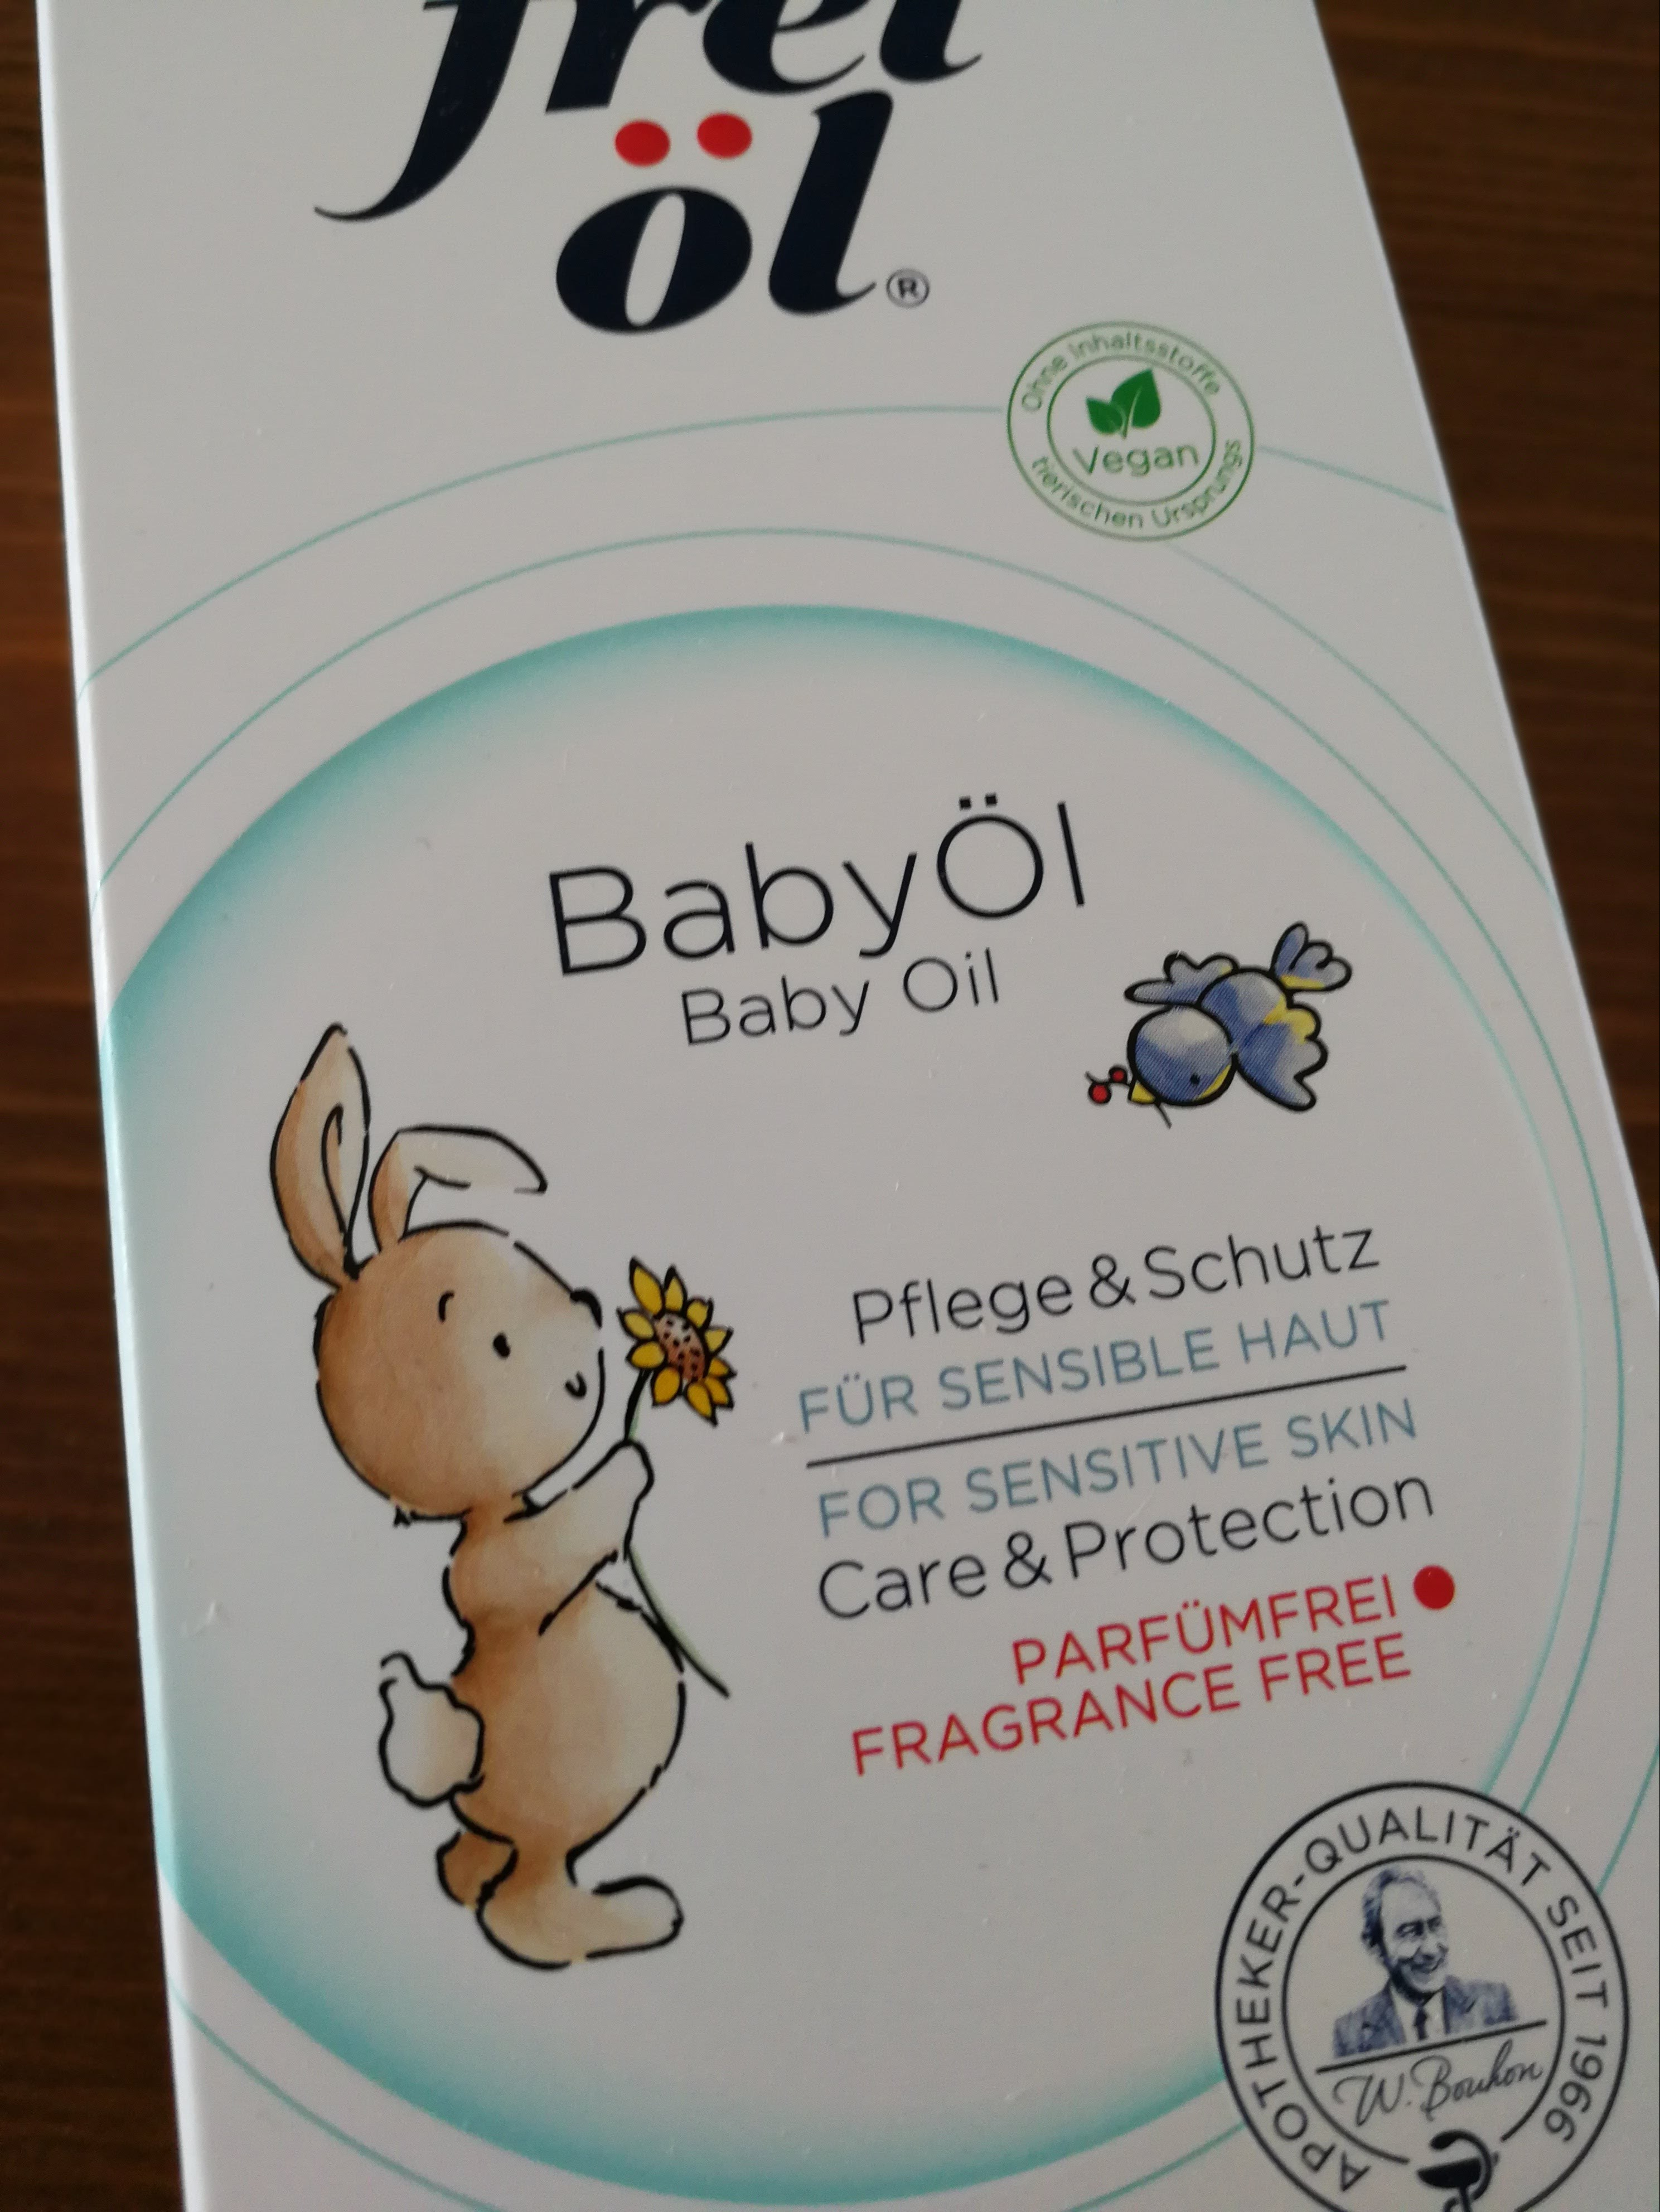 frei
öl®
Ohne Inhaltsstoffe
Vegan
tierischen Ursprungs
BabyÖl
Baby Oil
Pflege & Schutz
FÜR SENSIBLE HAUT
FOR SENSITIVE SKIN
Care & Protection
PARFÜMFREI
FRAGRANCE FREE
APOTHEKER-QUALITÄT SEIT 1966
W. Bouhon